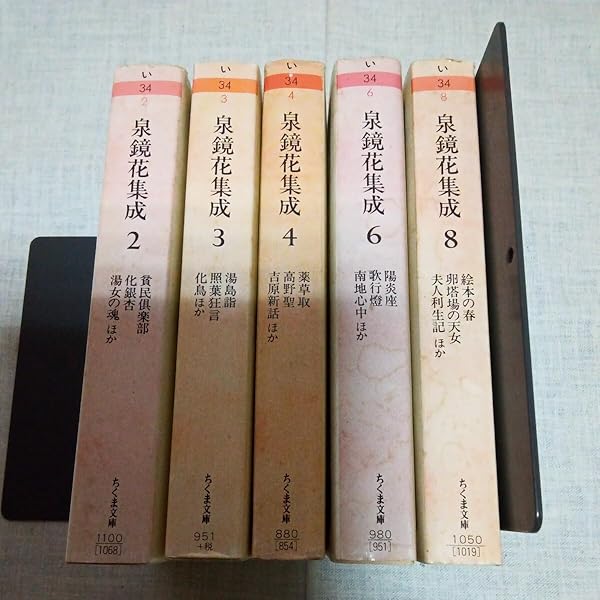 い
34
2
泉鏡花集成
2
貧民倶楽部
化銀杏
湯女の魂 ほか
ちくま文庫
1100
[1068]
い
34
3
泉鏡花集成
3
湯島詣
照葉狂言
化鳥ほか
ちくま文庫
951
+税
い
34
4
泉鏡花集成
4
薬草取
高野聖
吉原新話 ほか
ちくま文庫
880
[854]
い
34
6
泉鏡花集成
6
陽炎座
歌行燈
南地心中 ほか
ちくま文庫
980
[951]
い
34
8
泉鏡花集成
8
絵本の春
卵塔場の天女
夫人利生記 ほか
ちくま文庫
1050
[1019]